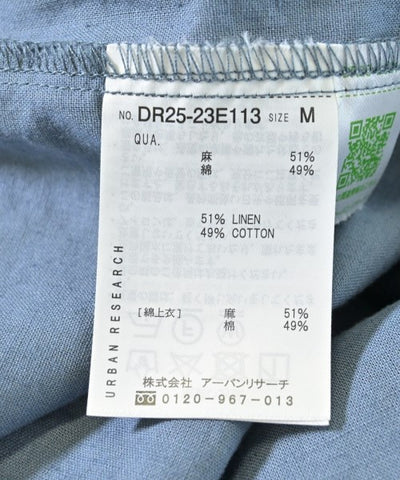 NO. DR25-23E113 SIZE M
QUA.
麻 51%
綿 49%
51% LINEN
49% COTTON
URBAN RESEARCH
[綿上衣] 麻 51%
棉 49%
株式会社 アーバンリサーチ
0120-967-013